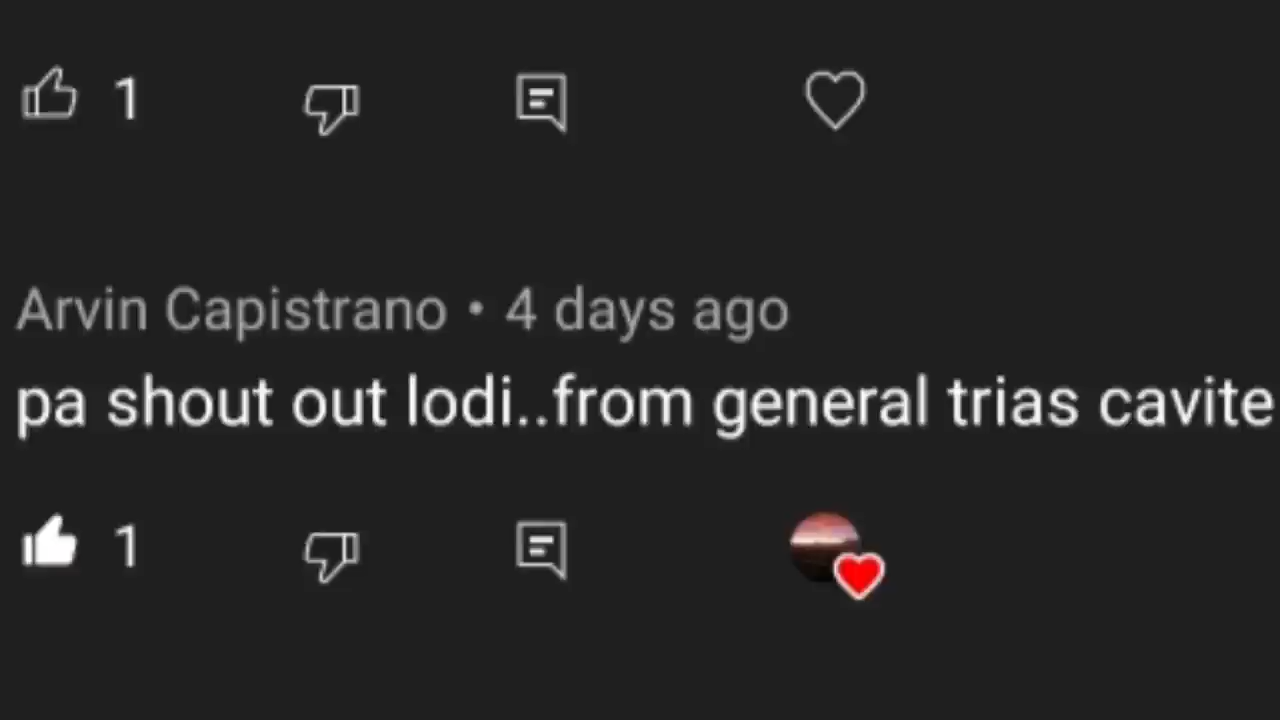 1
Arvin Capistrano • 4 days ago
pa shout out lodi..from general trias cavite
1